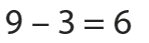 9 – 3 = 6